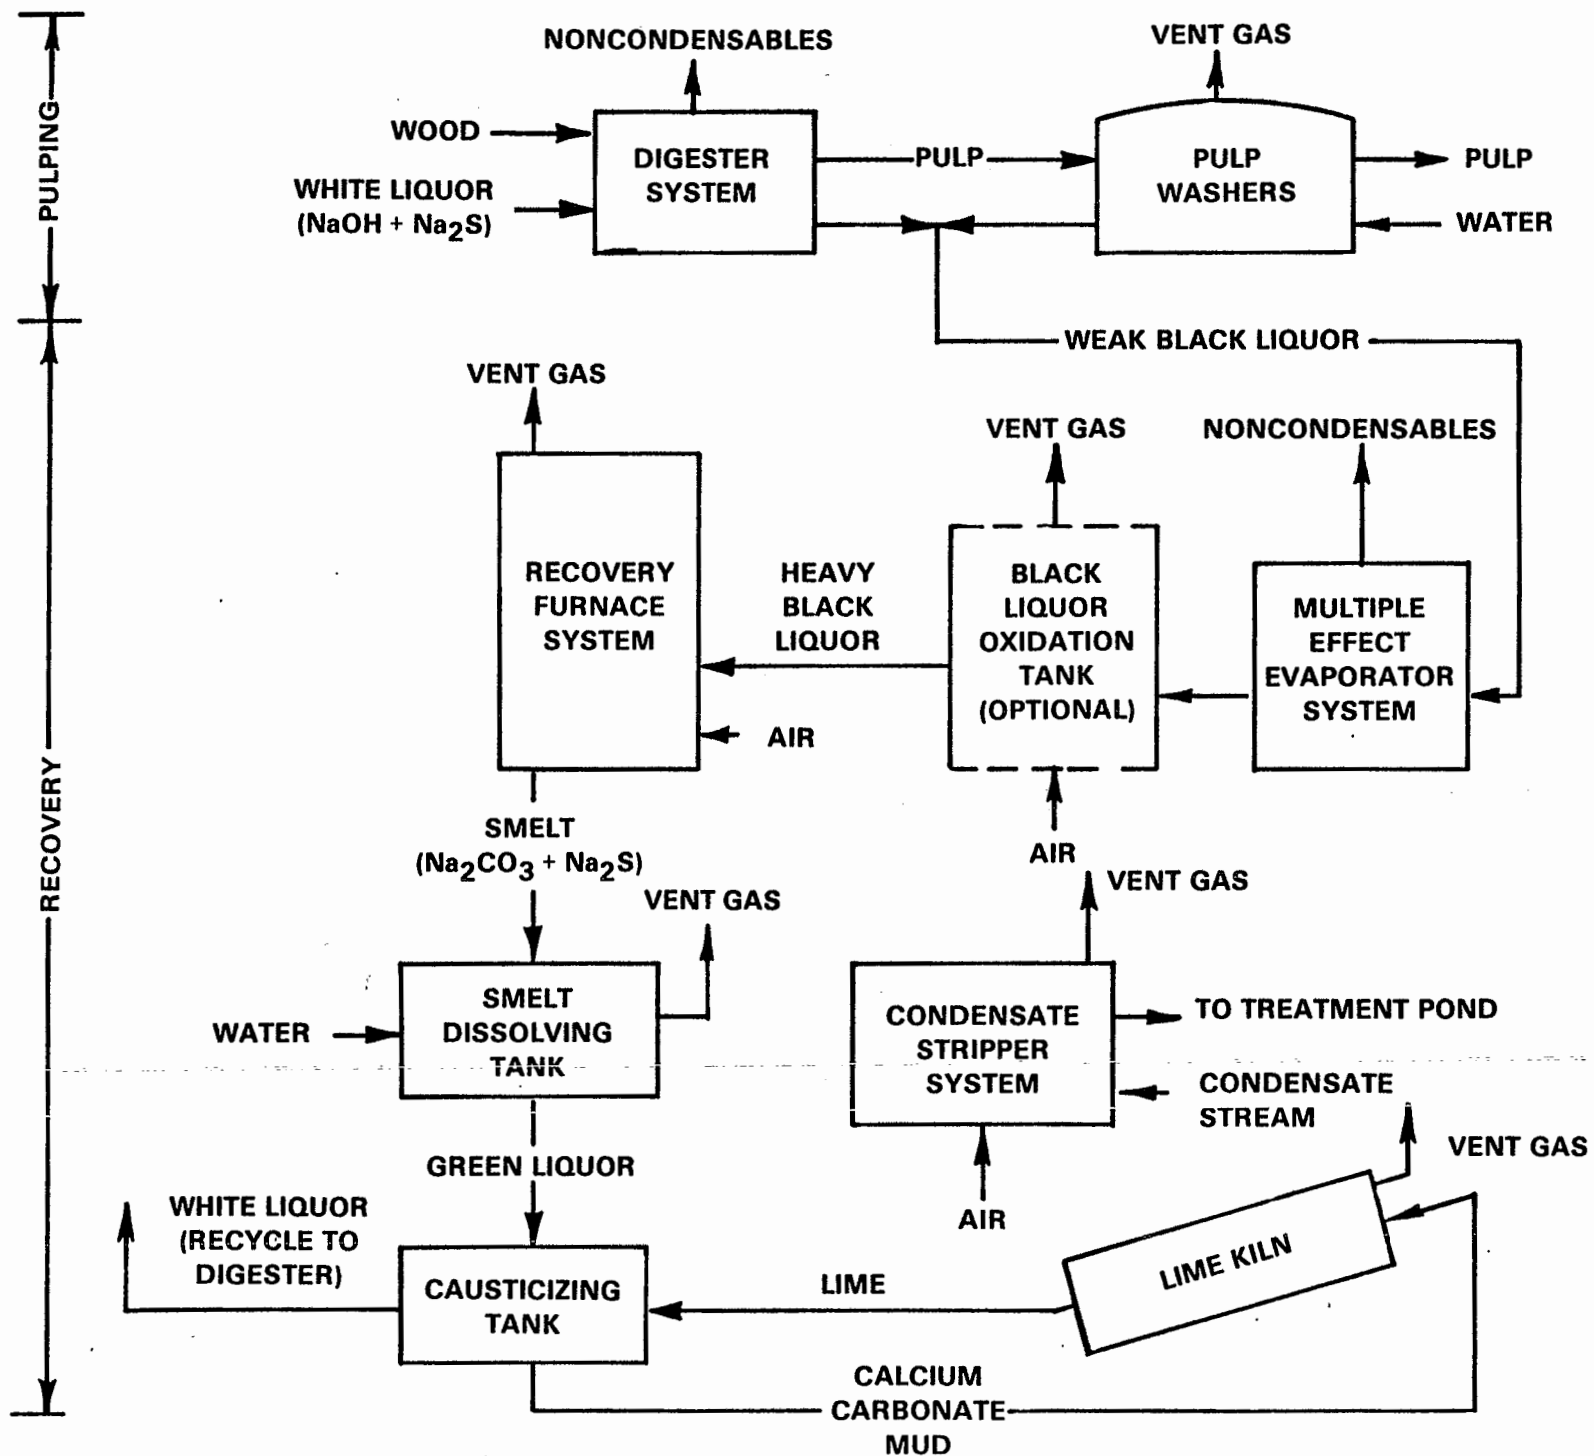 NONCONDENSABLES
VENT GAS
PULPING
WOOD
WHITE LIQUOR
(NaOH + Na2S)
DIGESTER
SYSTEM
PULP
PULP
WASHERS
PULP
WATER
WEAK BLACK LIQUOR
RECOVERY
VENT GAS
RECOVERY
FURNACE
SYSTEM
HEAVY
BLACK
LIQUOR
AIR
VENT GAS
BLACK
LIQUOR
OXIDATION
TANK
(OPTIONAL)
AIR
NONCONDENSABLES
MULTIPLE
EFFECT
EVAPORATOR
SYSTEM
SMELT
(Na2CO3 + Na2S)
VENT GAS
WATER
SMELT
DISSOLVING
TANK
VENT GAS
CONDENSATE
STRIPPER
SYSTEM
TO TREATMENT POND
CONDENSATE
STREAM
AIR
GREEN LIQUOR
WHITE LIQUOR
(RECYCLE TO
DIGESTER)
CAUSTICIZING
TANK
LIME
LIME KILN
VENT GAS
CALCIUM
CARBONATE
MUD